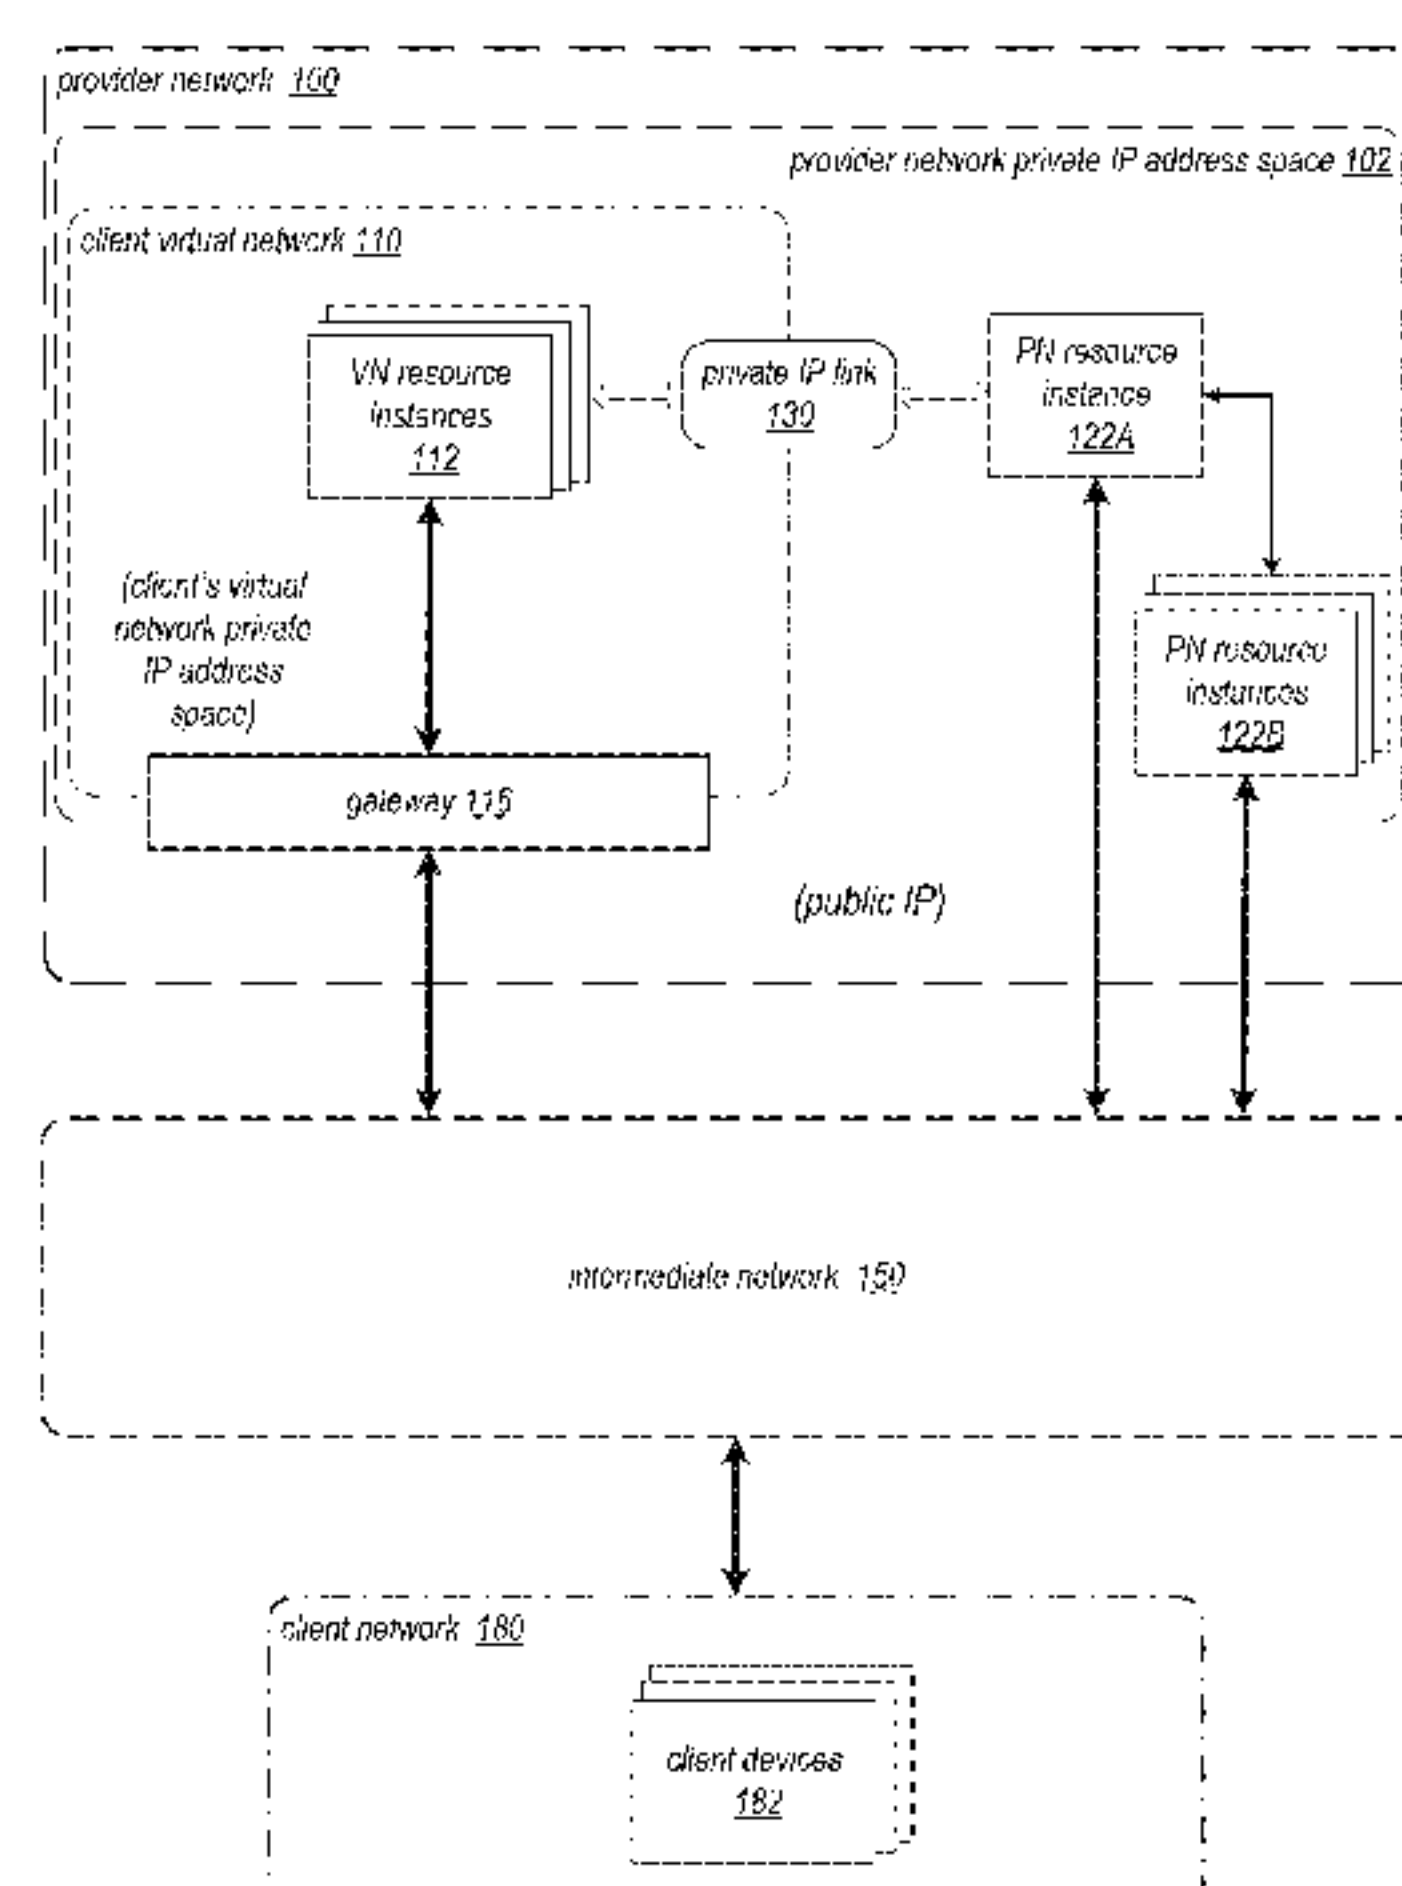 provider network 100
provider network private IP address space 102
client virtual network 110
VN resource
instances
112
private IP link
130
PN resource
instance
122A
(client's virtual
network private
IP address
space)
PN resource
instances
122B
gateway 115
(public IP)
intermediate network 150
client network 180
client devices
182